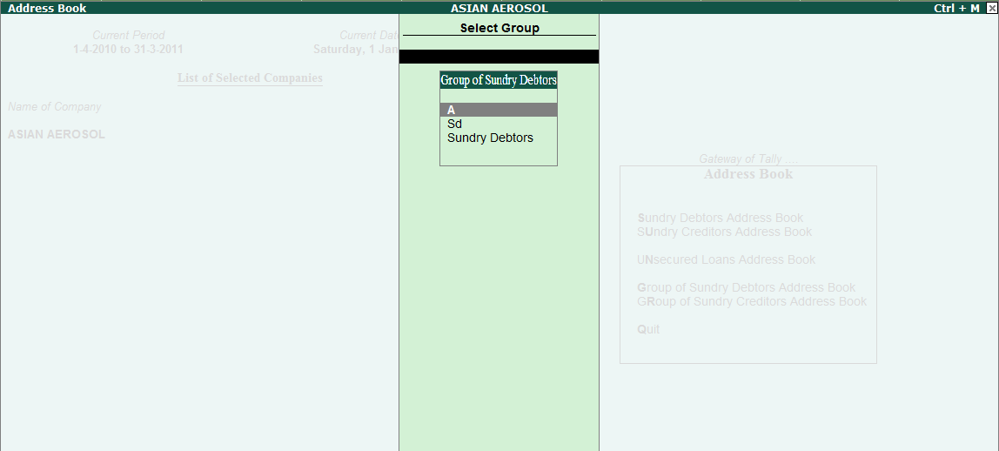 Address Book ASIAN AEROSOL Ctrl + M
Select Group
Current Period Current Dat
1-4-2010 to 31-3-2011 Saturday, 1 Jan
List of Selected Companies
Name of Company
ASIAN AEROSOL
Group of Sundry Debtors
A
Sd
Sundry Debtors
Gateway of Tally ....
Address Book
Sundry Debtors Address Book
SUndry Creditors Address Book
UNsecured Loans Address Book
Group of Sundry Debtors Address Book
GRoup of Sundry Creditors Address Book
Quit